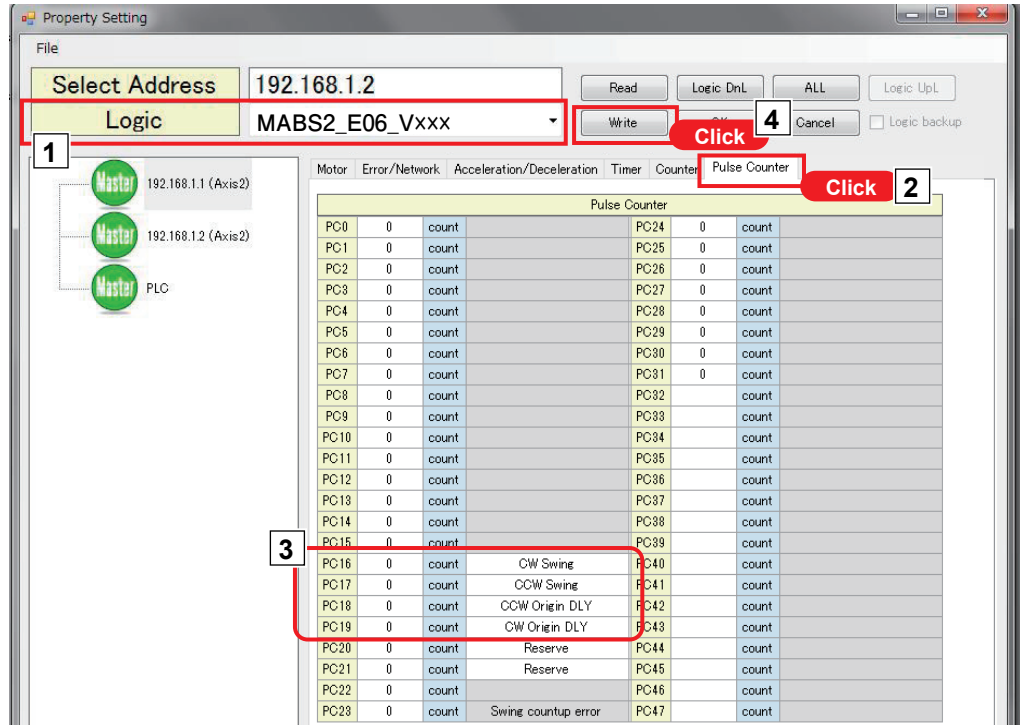 Property Setting
File
Select Address 192.168.1.2 Read Logic DnL ALL Logic UpL
Logic MABS2_E06_Vxxx Write Click 4 Cancel Logic backup
1
Master 192.168.1.1 (Axis2)
Master 192.168.1.2 (Axis2)
Master PLC
Motor Error/Network Acceleration/Deceleration Timer Counter Pulse Counter
Click 2
Pulse Counter
PC0 0 count PC24 0 count
PC1 0 count PC25 0 count
PC2 0 count PC26 0 count
PC3 0 count PC27 0 count
PC4 0 count PC28 0 count
PC5 0 count PC29 0 count
PC6 0 count PC30 0 count
PC7 0 count PC31 0 count
PC8 0 count PC32 count
PC9 0 count PC33 count
PC10 0 count PC34 count
PC11 0 count PC35 count
PC12 0 count PC36 count
PC13 0 count PC37 count
PC14 0 count PC38 count
PC15 0 count PC39 count
3
PC16 0 count CW Swing PC40 count
PC17 0 count CCW Swing PC41 count
PC18 0 count CCW Origin DLY PC42 count
PC19 0 count CW Origin DLY PC43 count
PC20 0 count Reserve PC44 count
PC21 0 count Reserve PC45 count
PC22 0 count PC46 count
PC23 0 count Swing countup error PC47 count